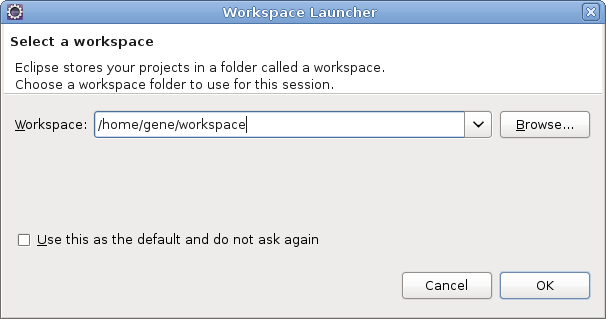 Workspace Launcher
Select a workspace
Eclipse stores your projects in a folder called a workspace.
Choose a workspace folder to use for this session.
Workspace: /home/gene/workspace Browse...
Use this as the default and do not ask again
Cancel OK